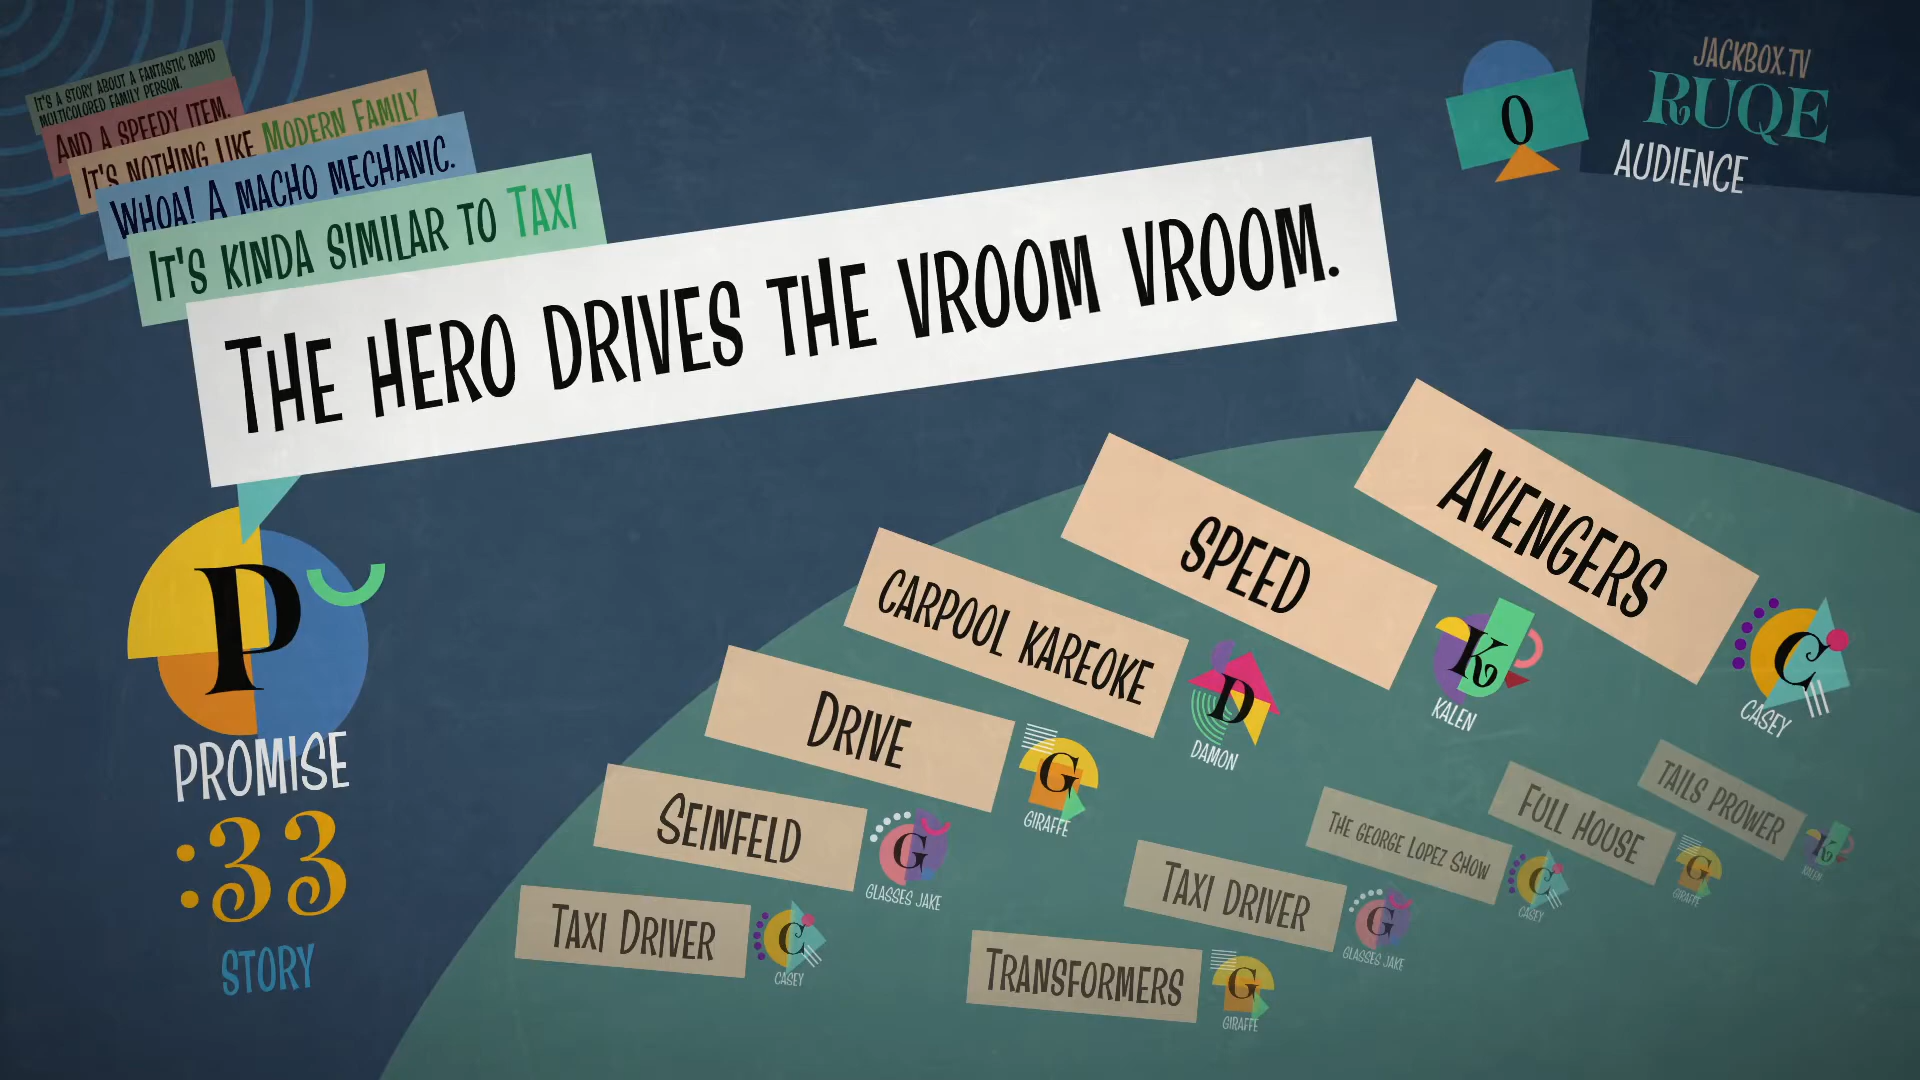 It's a story about a fantastic rapid
multicolored family person.
And a speedy item.
It's nothing like Modern Family
Whoa! A macho mechanic.
It's kinda similar to Taxi
The hero drives the vroom vroom.
P
PROMISE
:33
STORY
0
JACKBOX.TV
RUQE
AUDIENCE
AVENGERS
C
CASEY
SPEED
K
KALEN
CARPOOL KAREOKE
D
DAMON
DRIVE
G
GIRAFFE
SEINFELD
G
GLASSES JAKE
TAXI DRIVER
C
CASEY
TAILS PROWER
K
KALEN
FULL HOUSE
G
GIRAFFE
THE GEORGE LOPEZ SHOW
C
CASEY
TAXI DRIVER
G
GLASSES JAKE
TRANSFORMERS
G
GIRAFFE